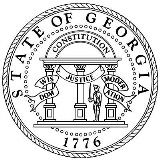 STATE OF GEORGIA
CONSTITUTION
WISDOM
JUSTICE
MODERATION
1776